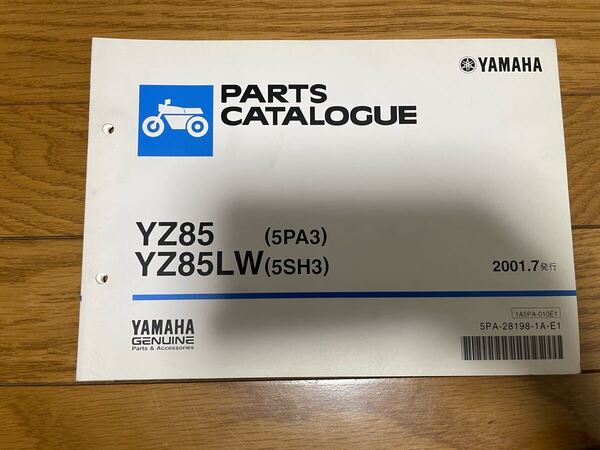 YAMAHA
PARTS
CATALOGUE
YZ85 (5PA3)
YZ85LW (5SH3)
2001.7発行
1A5PA-010E1
5PA-28198-1A-E1
YAMAHA
GENUINE
Parts & Accessories